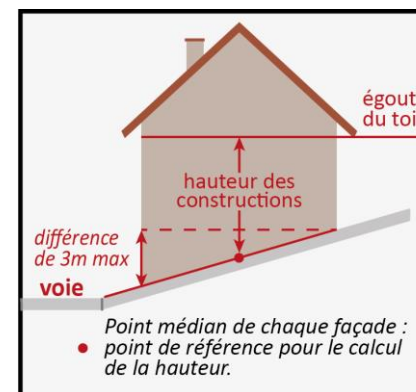 égout
du toi
hauteur des
constructions
différence
de 3m max
voie
Point médian de chaque façade :
point de référence pour le calcul
de la hauteur.